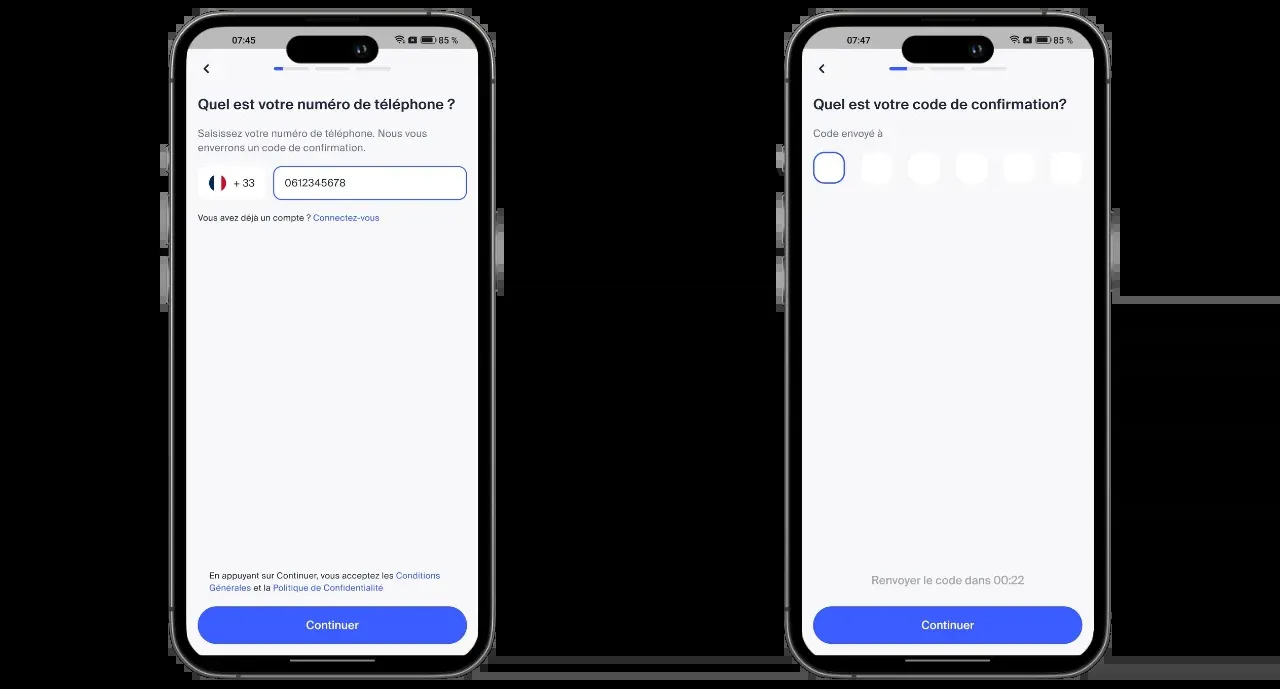 07:45
85 %
Quel est votre numéro de téléphone ?
Saisissez votre numéro de téléphone. Nous vous
enverrons un code de confirmation.
+ 33
0612345678
Vous avez déjà un compte ? Connectez-vous
En appuyant sur Continuer, vous acceptez les Conditions
Générales et la Politique de Confidentialité
Continuer
07:47
85 %
Quel est votre code de confirmation?
Code envoyé à
Renvoyer le code dans 00:22
Continuer